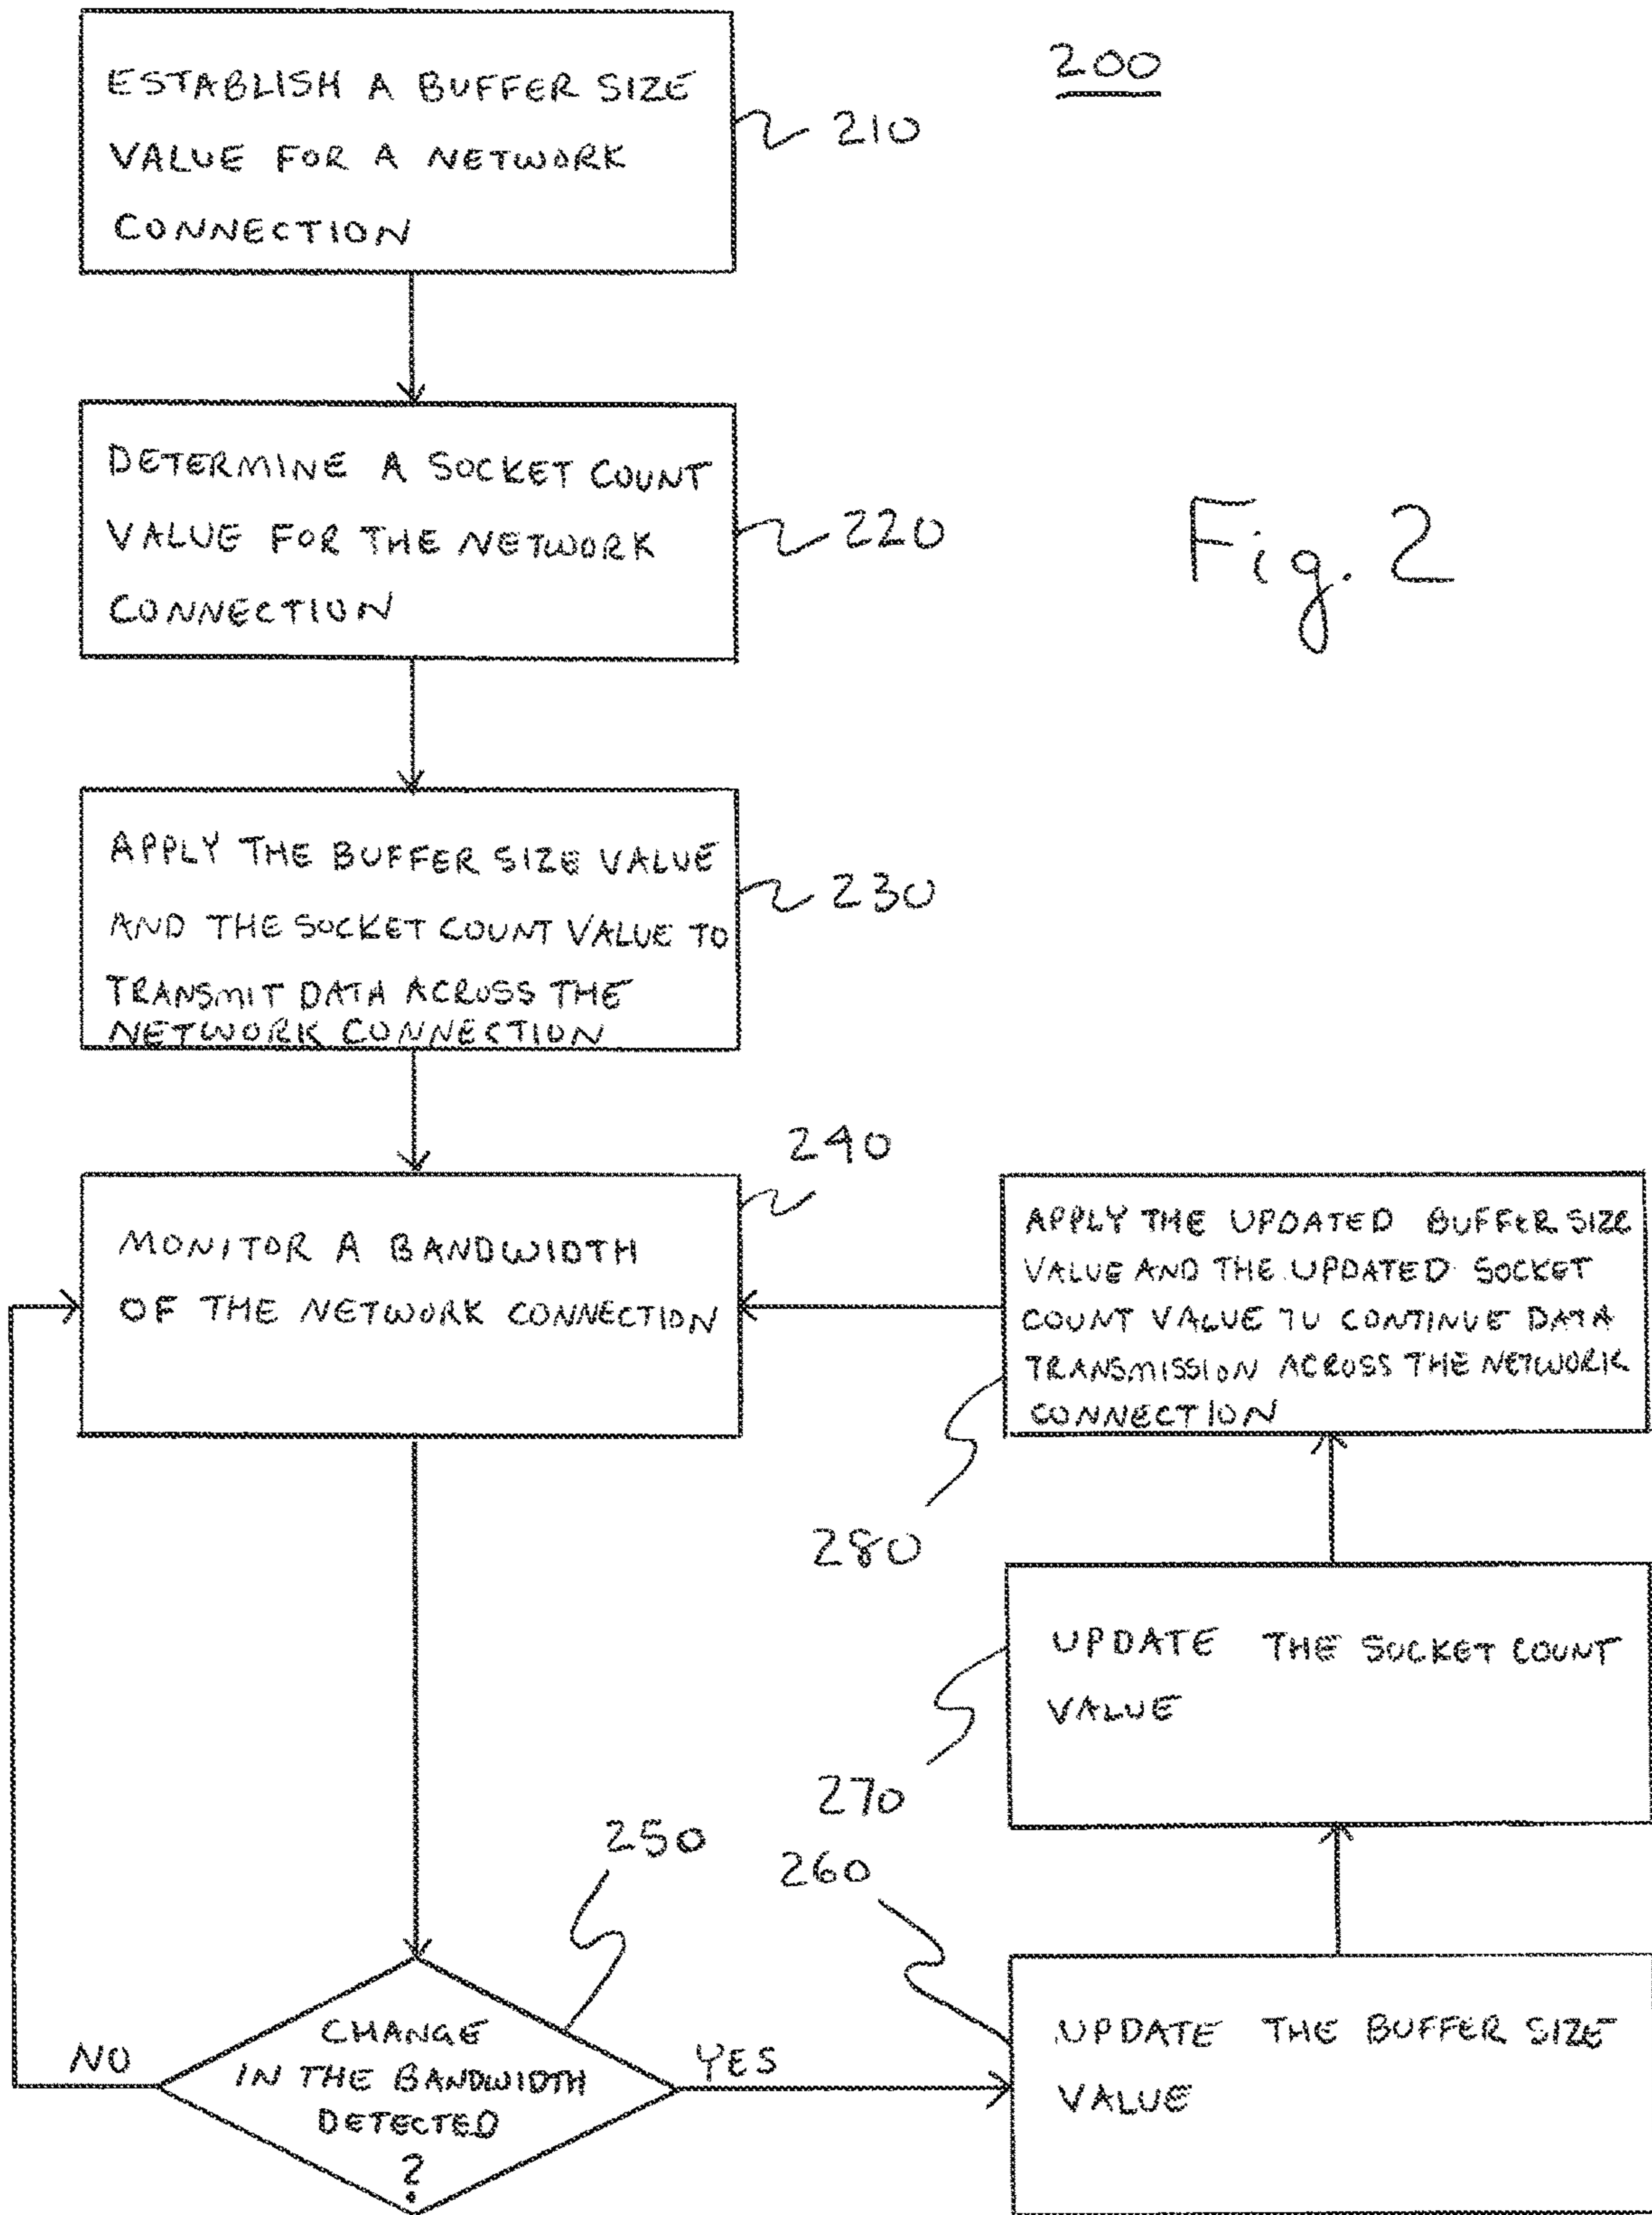 200
ESTABLISH A BUFFER SIZE
VALUE FOR A NETWORK
CONNECTION
210
DETERMINE A SOCKET COUNT
VALUE FOR THE NETWORK
CONNECTION
220
Fig. 2
APPLY THE BUFFER SIZE VALUE
AND THE SOCKET COUNT VALUE TO
TRANSMIT DATA ACROSS THE
NETWORK CONNECTION
230
240
MONITOR A BANDWIDTH
OF THE NETWORK CONNECTION
APPLY THE UPDATED BUFFER SIZE
VALUE AND THE UPDATED SOCKET
COUNT VALUE TO CONTINUE DATA
TRANSMISSION ACROSS THE NETWORK
CONNECTION
280
UPDATE THE SOCKET COUNT
VALUE
270
250
260
CHANGE
IN THE BANDWIDTH
DETECTED
?
NO
YES
UPDATE THE BUFFER SIZE
VALUE